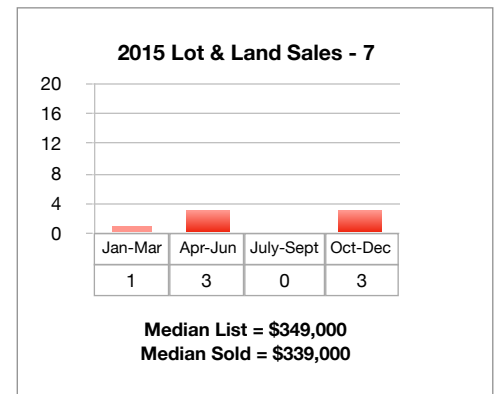 2015 Lot & Land Sales - 7
20
16
12
8
4
0
Jan-Mar Apr-Jun July-Sept Oct-Dec
1 3 0 3
Median List = $349,000
Median Sold = $339,000